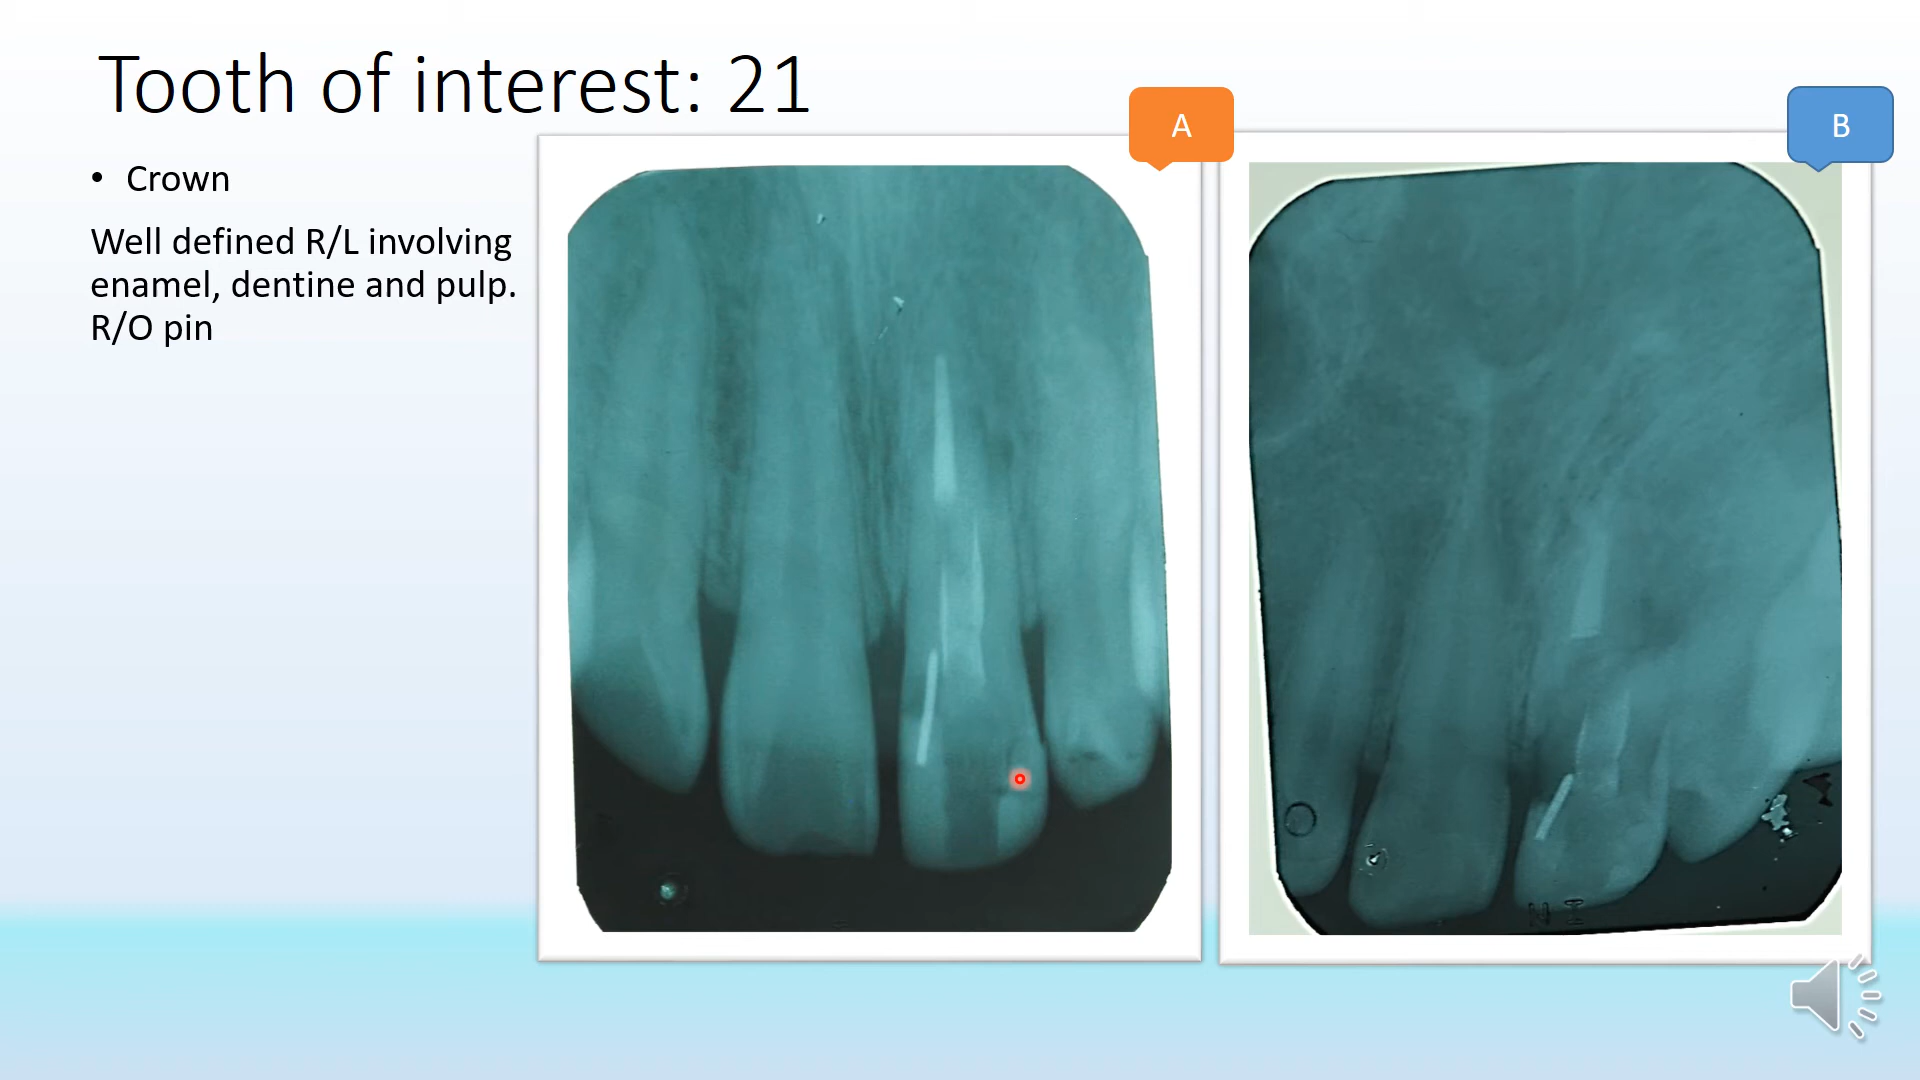 Tooth of interest: 21
A
B
• Crown
Well defined R/L involving
enamel, dentine and pulp.
R/O pin